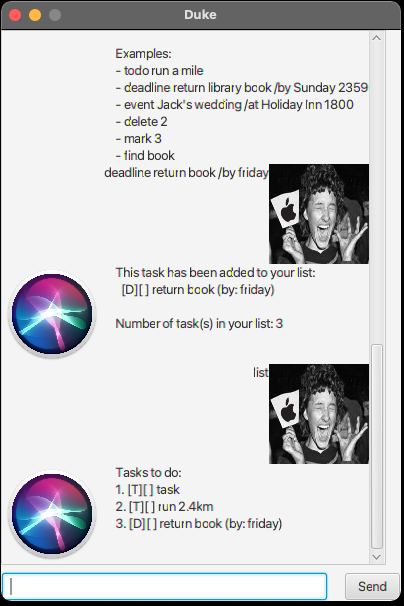 Duke
Examples:
- todo run a mile
- deadline return library book /by Sunday 2359
- event Jack's wedding /at Holiday Inn 1800
- delete 2
- mark 3
- find book
deadline return book /by friday
This task has been added to your list:
[D][ ] return book (by: friday)
Number of task(s) in your list: 3
list
Tasks to do:
1. [T][ ] task
2. [T][ ] run 2.4km
3. [D][ ] return book (by: friday)
Send